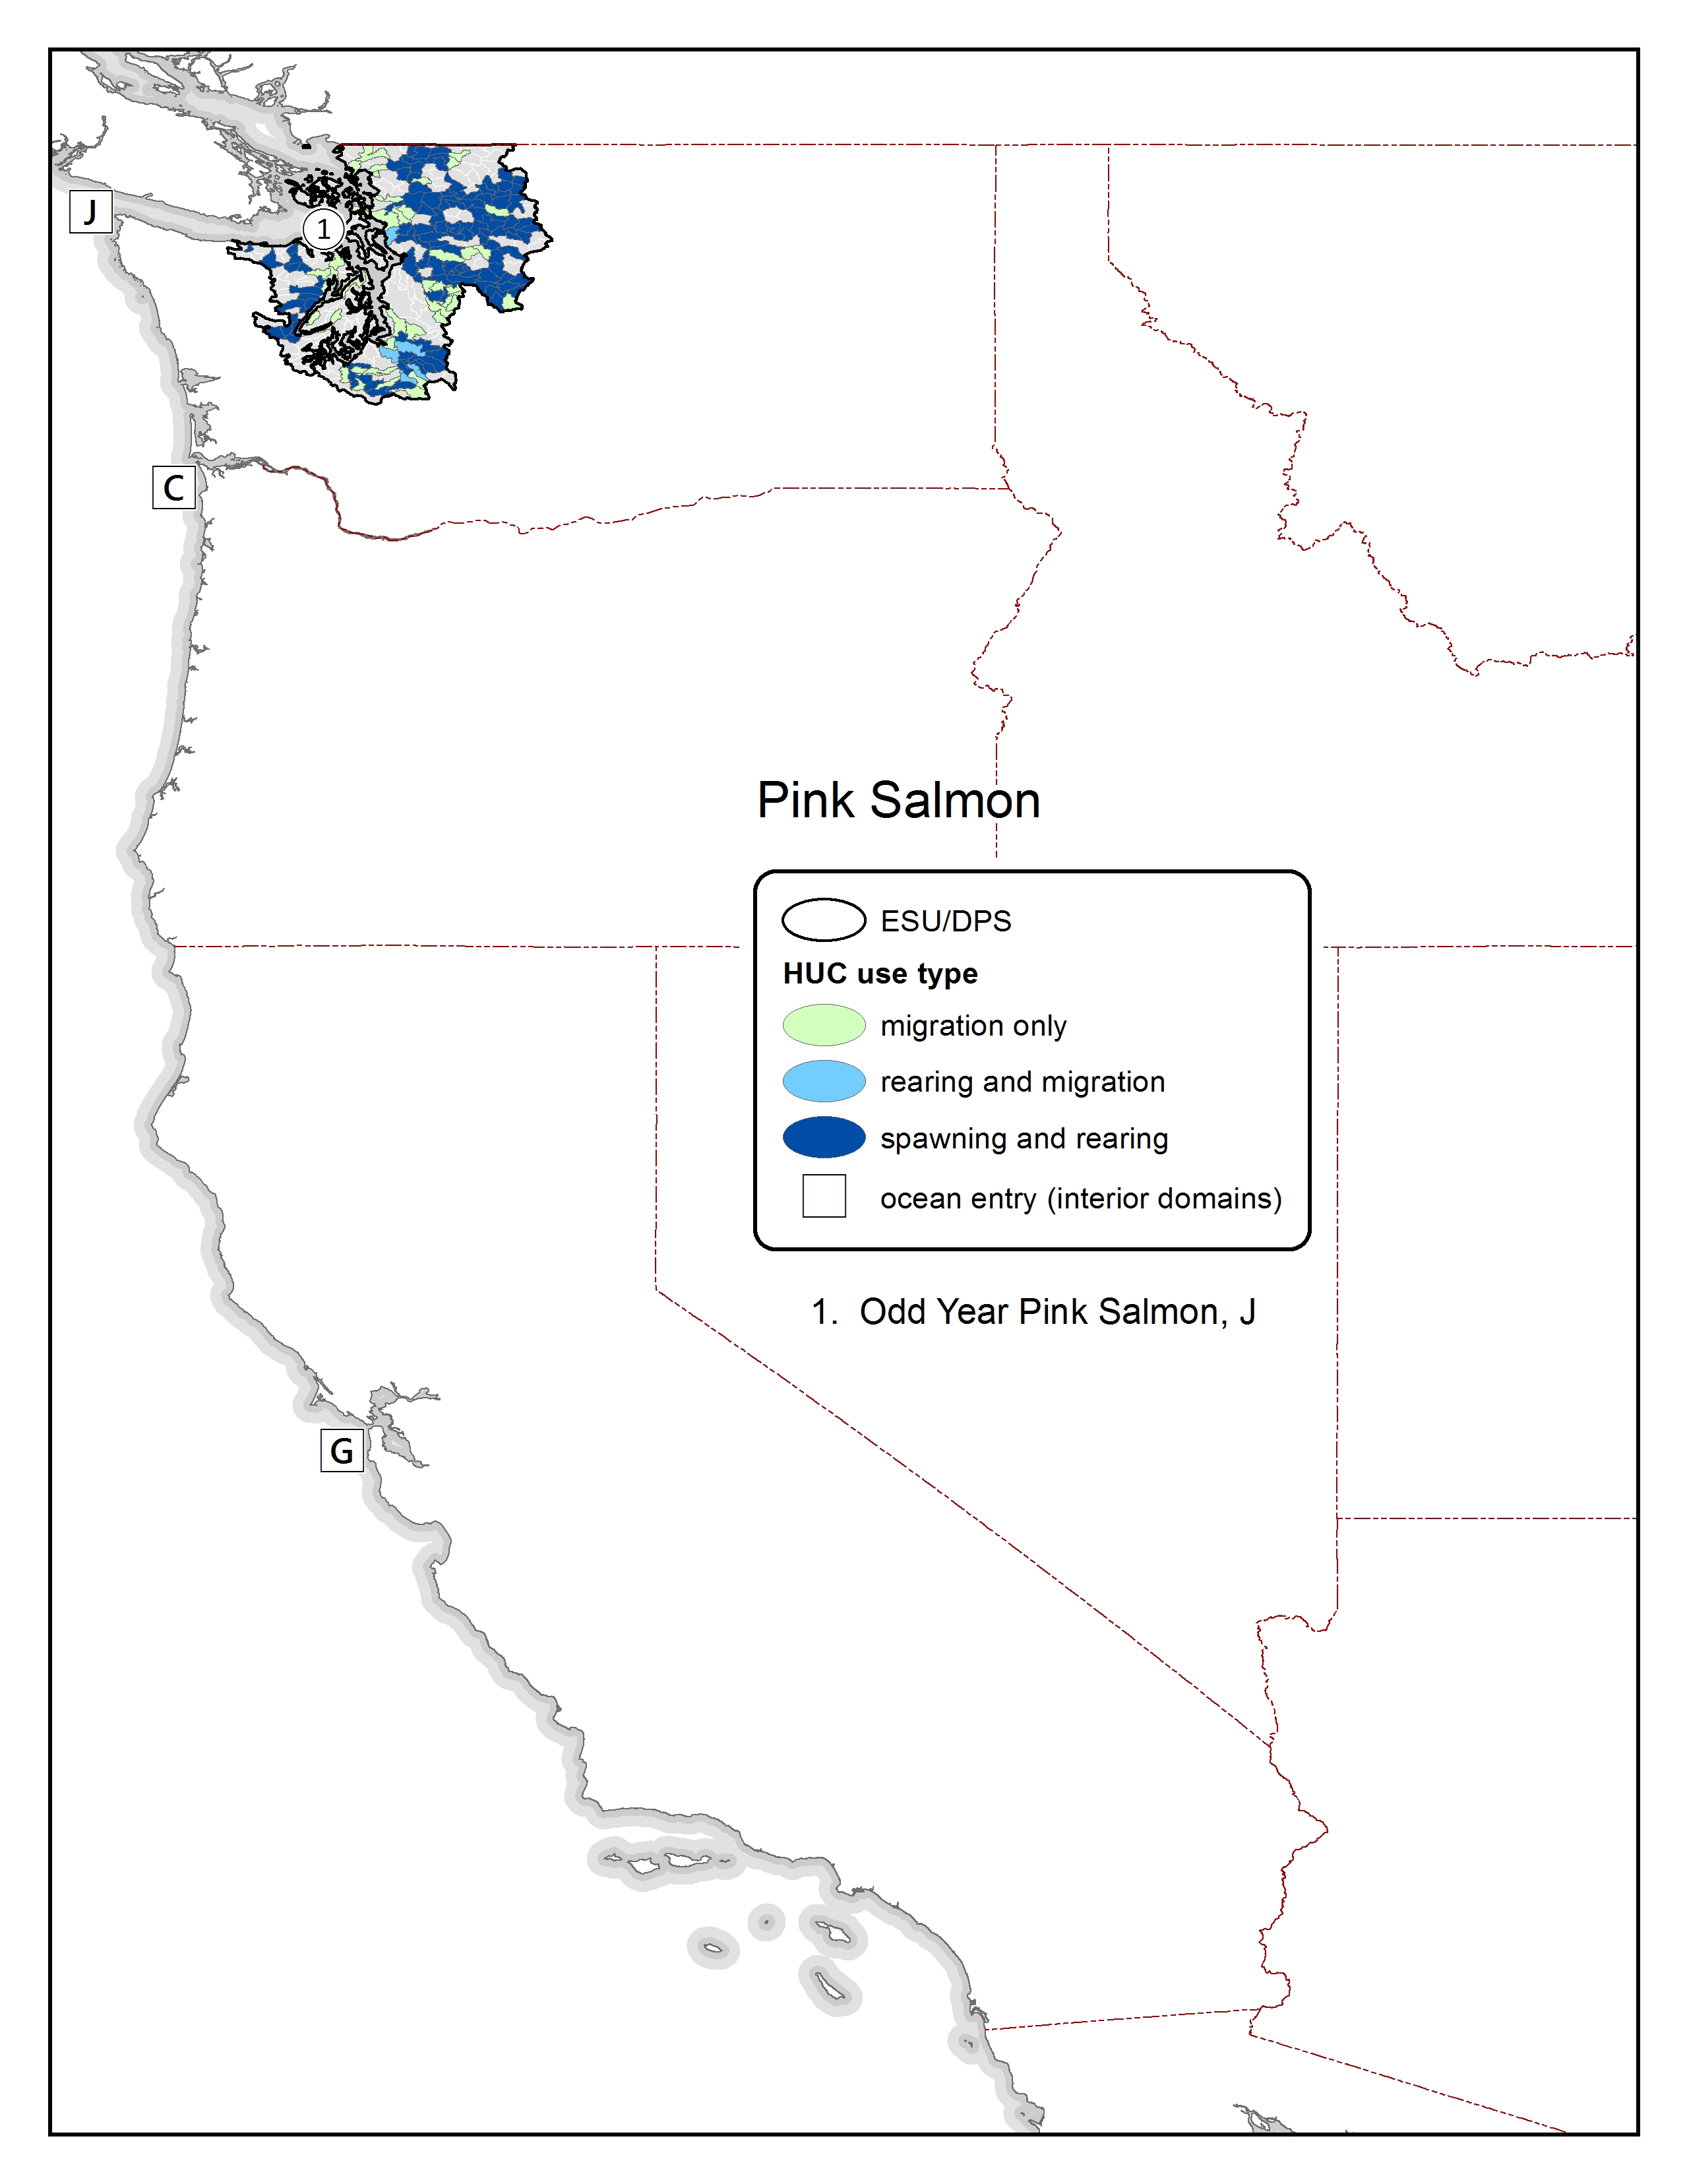 J
1
C
Pink Salmon
ESU/DPS
HUC use type
migration only
rearing and migration
spawning and rearing
ocean entry (interior domains)
1. Odd Year Pink Salmon, J
G